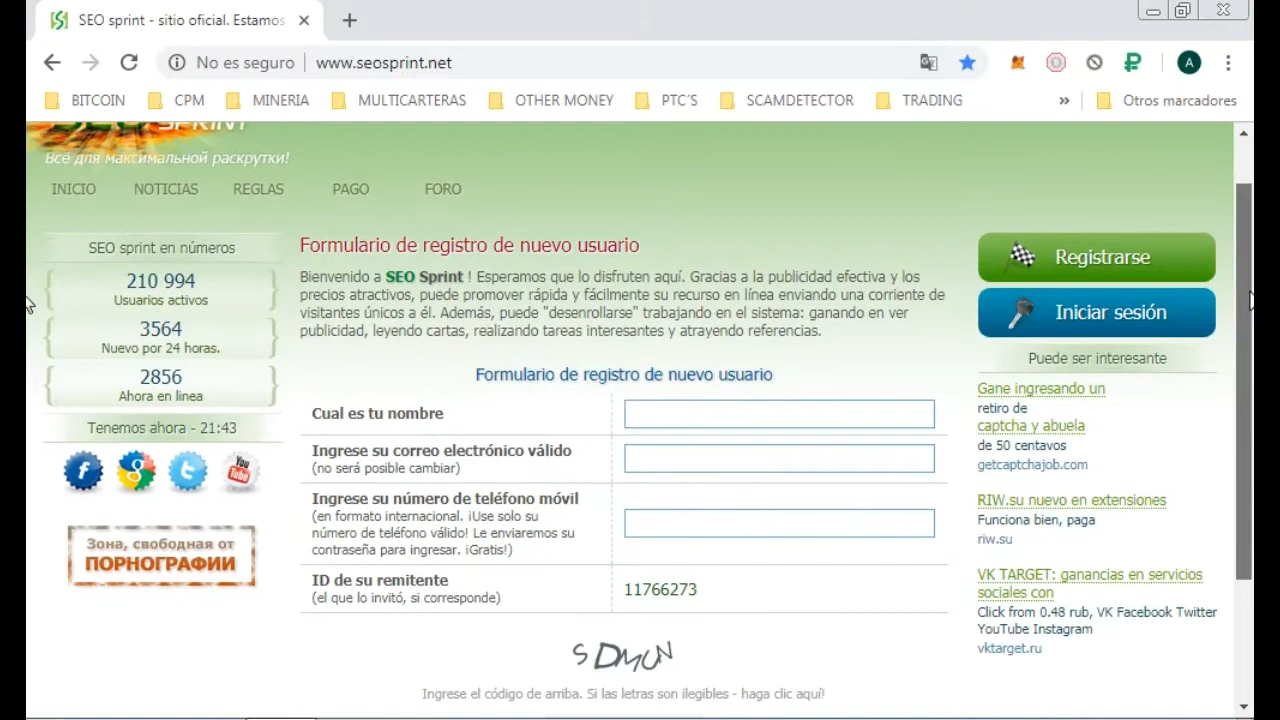 SEO sprint - sitio oficial. Estamos
No es seguro
www.seosprint.net
A
BITCOIN
CPM
MINERIA
MULTICARTERAS
OTHER MONEY
PTC´S
SCAMDETECTOR
TRADING
»
Otros marcadores
SEO SPRINT
Всё для максимальной раскрутки!
INICIO
NOTICIAS
REGLAS
PAGO
FORO
SEO sprint en números
210 994
Usuarios activos
3564
Nuevo por 24 horas.
2856
Ahora en linea
Tenemos ahora - 21:43
You
Tube
Зона, свободная от
ПОРНОГРАФИИ
Formulario de registro de nuevo usuario
Bienvenido a SEO Sprint ! Esperamos que lo disfruten aquí. Gracias a la publicidad efectiva y los
precios atractivos, puede promover rápida y fácilmente su recurso en línea enviando una corriente de
visitantes únicos a él. Además, puede "desenrollarse" trabajando en el sistema: ganando en ver
publicidad, leyendo cartas, realizando tareas interesantes y atrayendo referencias.
Formulario de registro de nuevo usuario
Cual es tu nombre
Ingrese su correo electrónico válido
(no será posible cambiar)
Ingrese su número de teléfono móvil
(en formato internacional. ¡Use solo su
número de teléfono válido! Le enviaremos su
contraseña para ingresar. ¡Gratis!)
ID de su remitente
(el que lo invitó, si corresponde)
11766273
Ingrese el código de arriba. Si las letras son ilegibles - haga clic aquí!
Registrarse
Iniciar sesión
Puede ser interesante
Gane ingresando un
retiro de
captcha y abuela
de 50 centavos
getcaptchajob.com
RIW.su nuevo en extensiones
Funciona bien, paga
riw.su
VK TARGET: ganancias en servicios
sociales con
Click from 0.48 rub, VK Facebook Twitter
YouTube Instagram
vktarget.ru